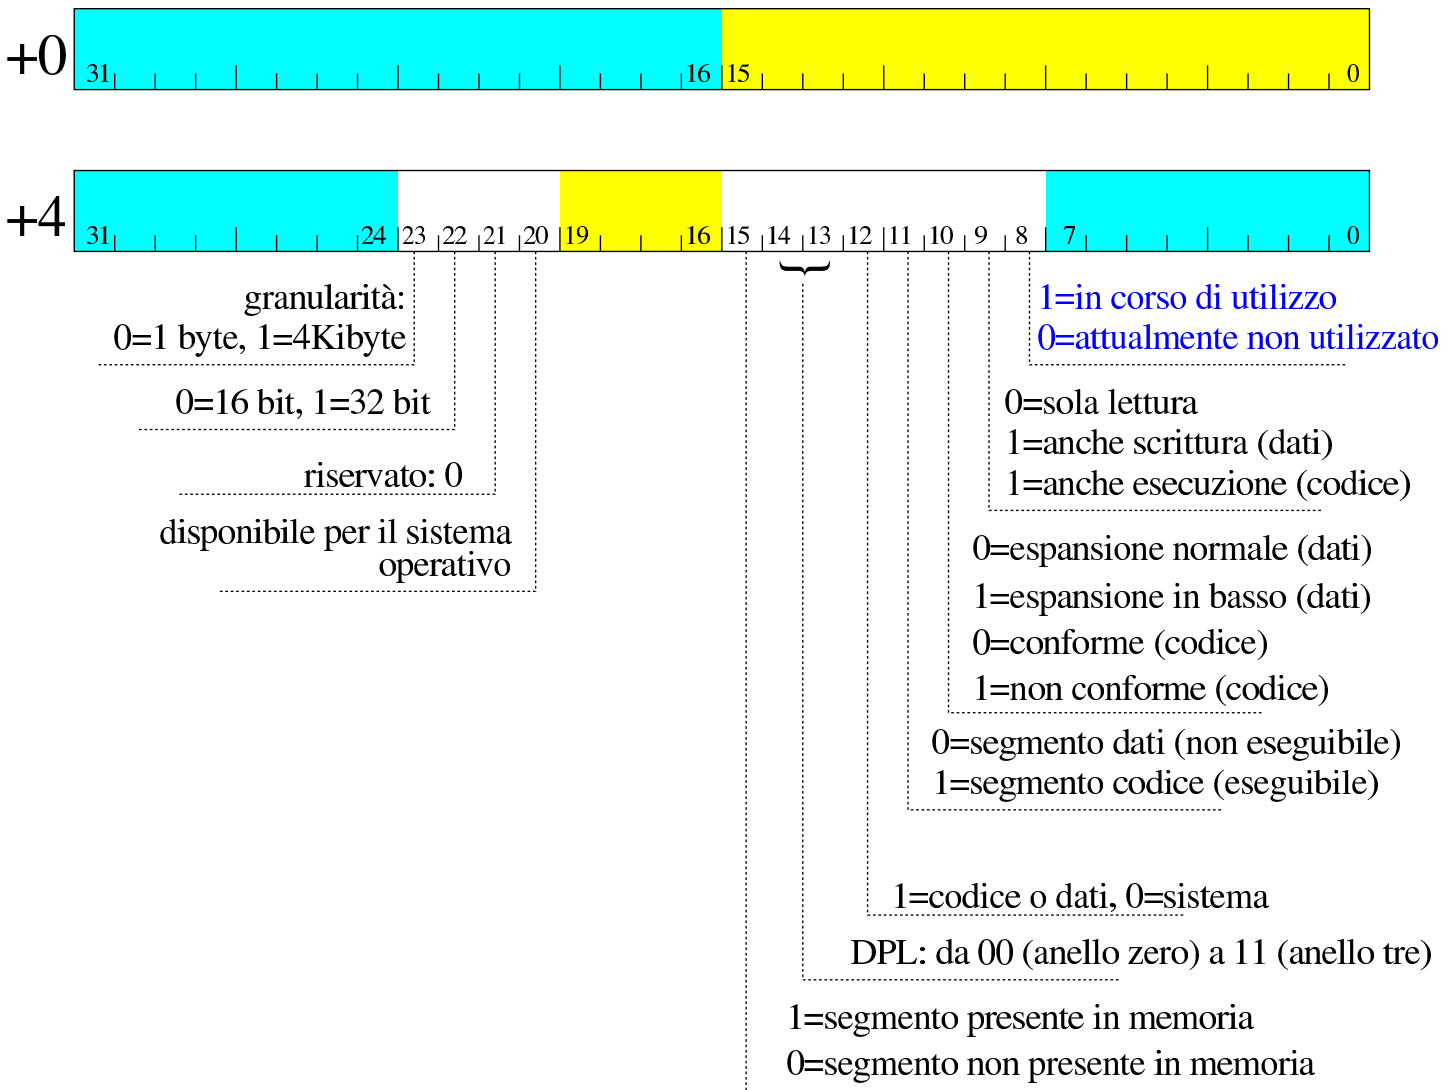 +0
31 16 15 0
+4
31 24 23 22 21 20 19 16 15 14 13 12 11 10 9 8 7 0
granularità:
0=1 byte, 1=4Kibyte
0=16 bit, 1=32 bit
riservato: 0
disponibile per il sistema
operativo
1=in corso di utilizzo
0=attualmente non utilizzato
0=sola lettura
1=anche scrittura (dati)
1=anche esecuzione (codice)
0=espansione normale (dati)
1=espansione in basso (dati)
0=conforme (codice)
1=non conforme (codice)
0=segmento dati (non eseguibile)
1=segmento codice (eseguibile)
1=codice o dati, 0=sistema
DPL: da 00 (anello zero) a 11 (anello tre)
1=segmento presente in memoria
0=segmento non presente in memoria